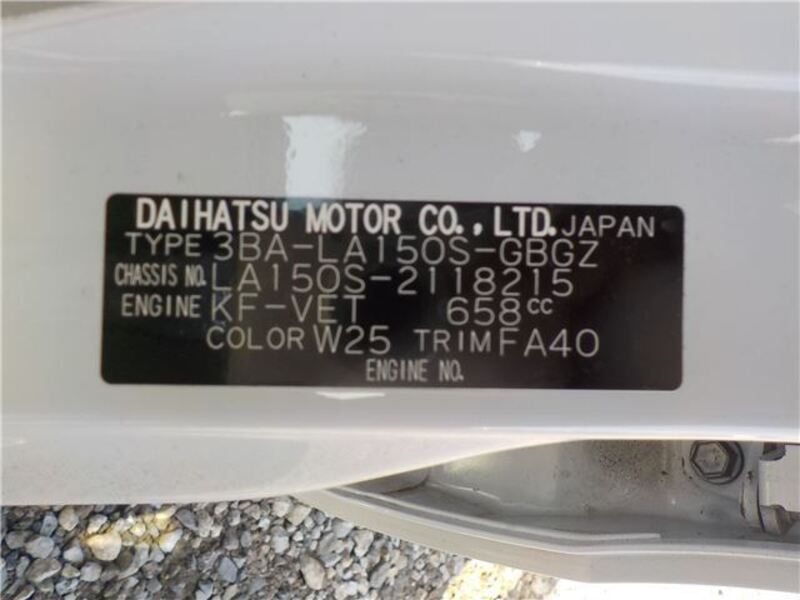 DAIHATSU MOTOR CO., LTD. JAPAN
TYPE 3BA-LA150S-GBGZ
CHASSIS NO. LA150S-2118215
ENGINE KF-VET 658cc
COLOR W25 TRIM FA40
ENGINE NO.